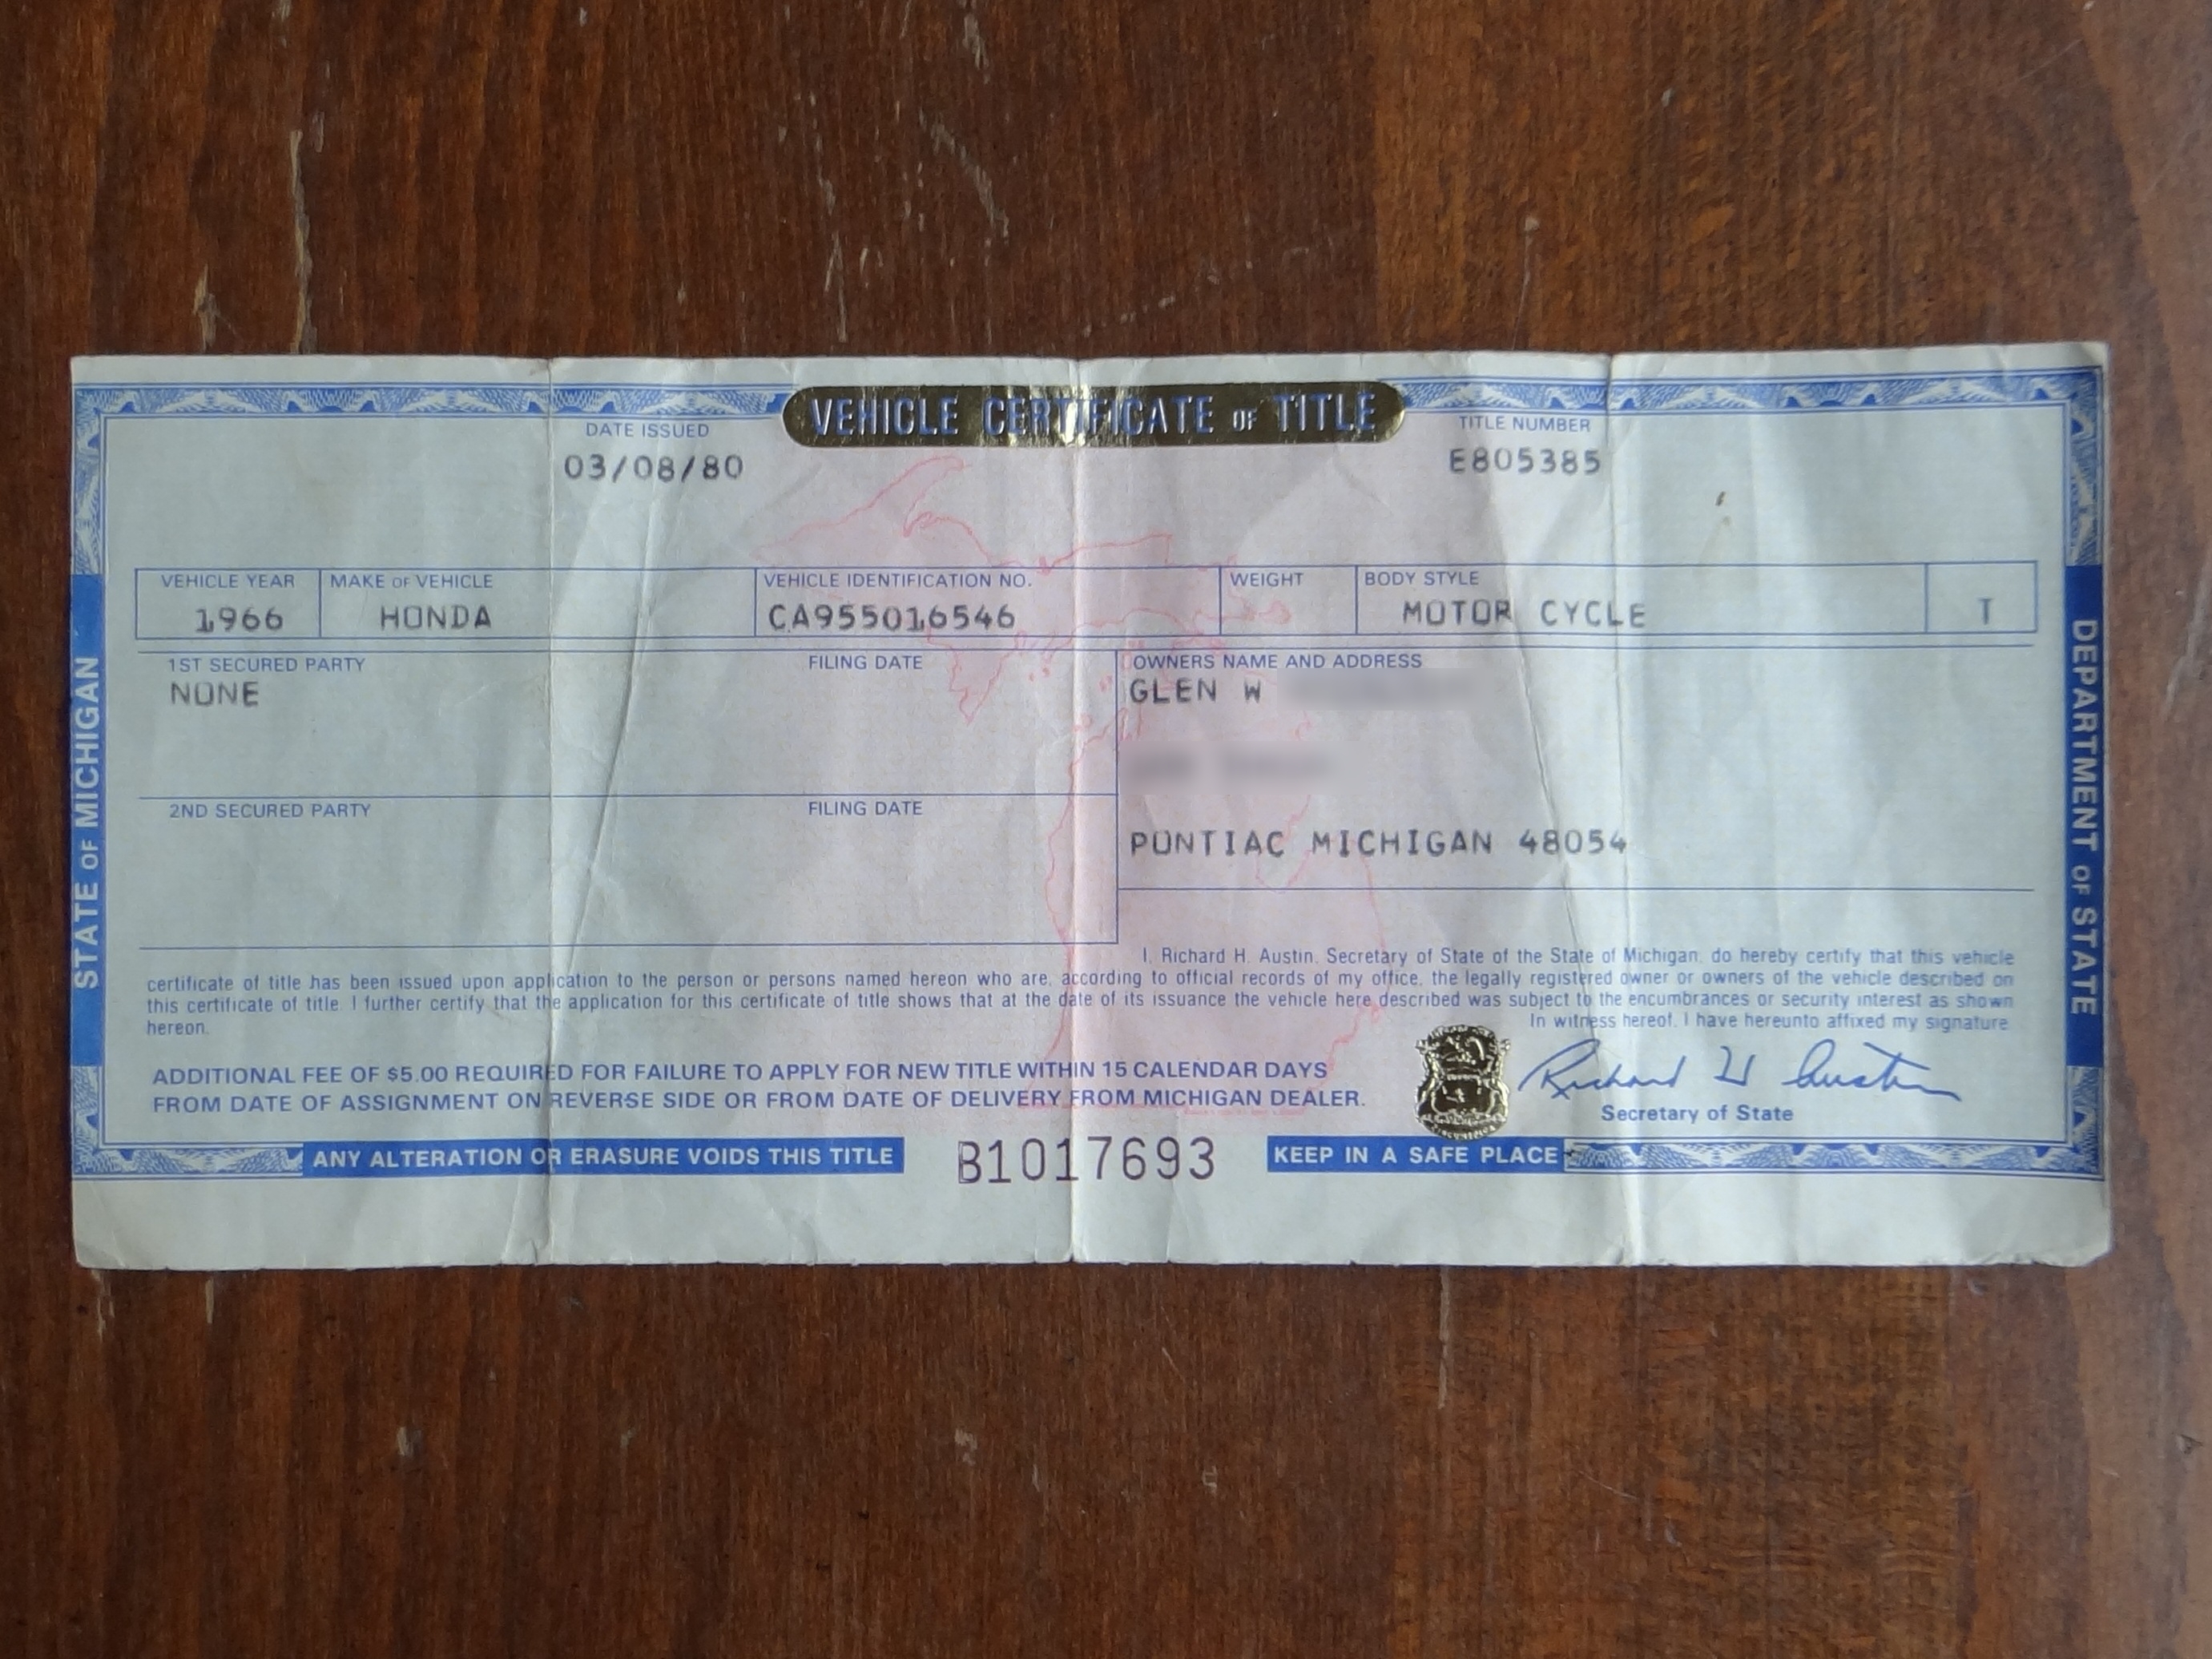 VEHICLE CERTIFICATE OF TITLE
DATE ISSUED
03/08/80
TITLE NUMBER
E805385
VEHICLE YEAR
1966
MAKE OF VEHICLE
HONDA
VEHICLE IDENTIFICATION NO.
CA955016546
WEIGHT
BODY STYLE
MOTOR CYCLE
T
1ST SECURED PARTY
FILING DATE
NONE
2ND SECURED PARTY
FILING DATE
OWNERS NAME AND ADDRESS
GLEN W
PONTIAC MICHIGAN 48054
I, Richard H. Austin, Secretary of State of the State of Michigan, do hereby certify that this vehicle
certificate of title has been issued upon application to the person or persons named hereon who are, according to official records of my office, the legally registered owner or owners of the vehicle described on
this certificate of title. I further certify that the application for this certificate of title shows that at the date of its issuance the vehicle here described was subject to the encumbrances or security interest as shown
hereon.
In witness hereof, I have hereunto affixed my signature
ADDITIONAL FEE OF $5.00 REQUIRED FOR FAILURE TO APPLY FOR NEW TITLE WITHIN 15 CALENDAR DAYS
FROM DATE OF ASSIGNMENT ON REVERSE SIDE OR FROM DATE OF DELIVERY FROM MICHIGAN DEALER.
Richard H Austin
Secretary of State
ANY ALTERATION OR ERASURE VOIDS THIS TITLE
B1017693
KEEP IN A SAFE PLACE
STATE OF MICHIGAN
DEPARTMENT OF STATE